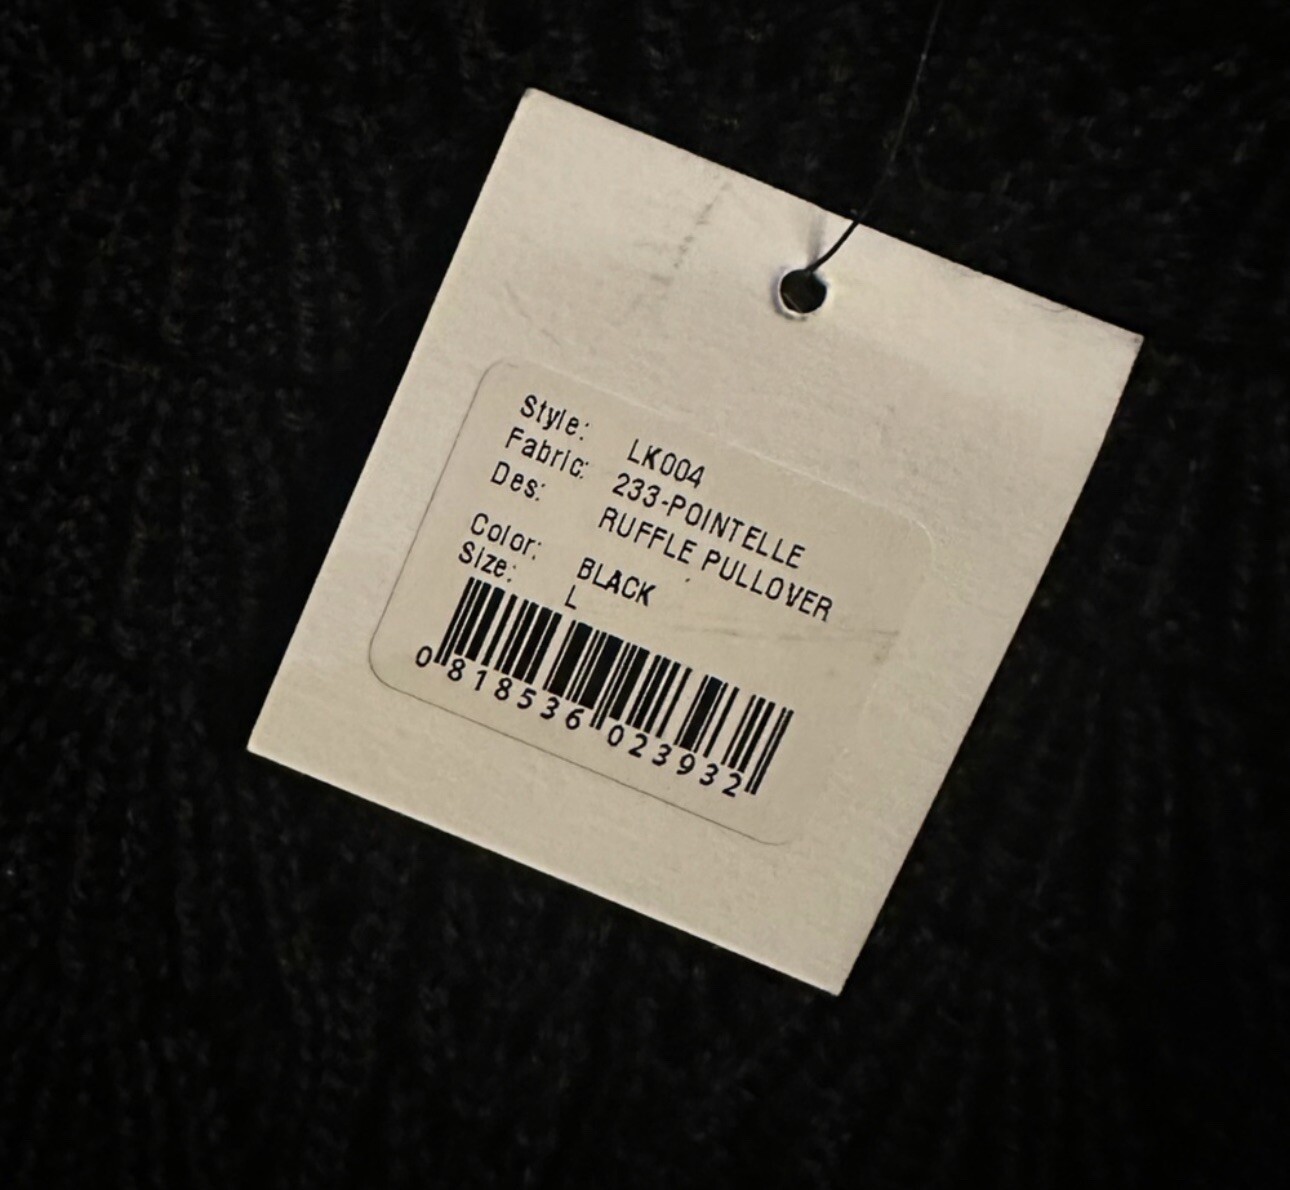 Style: LK004
Fabric: 233-POINTELLE
Des: RUFFLE PULLOVER
Color: BLACK
Size: L
0 818536 023932